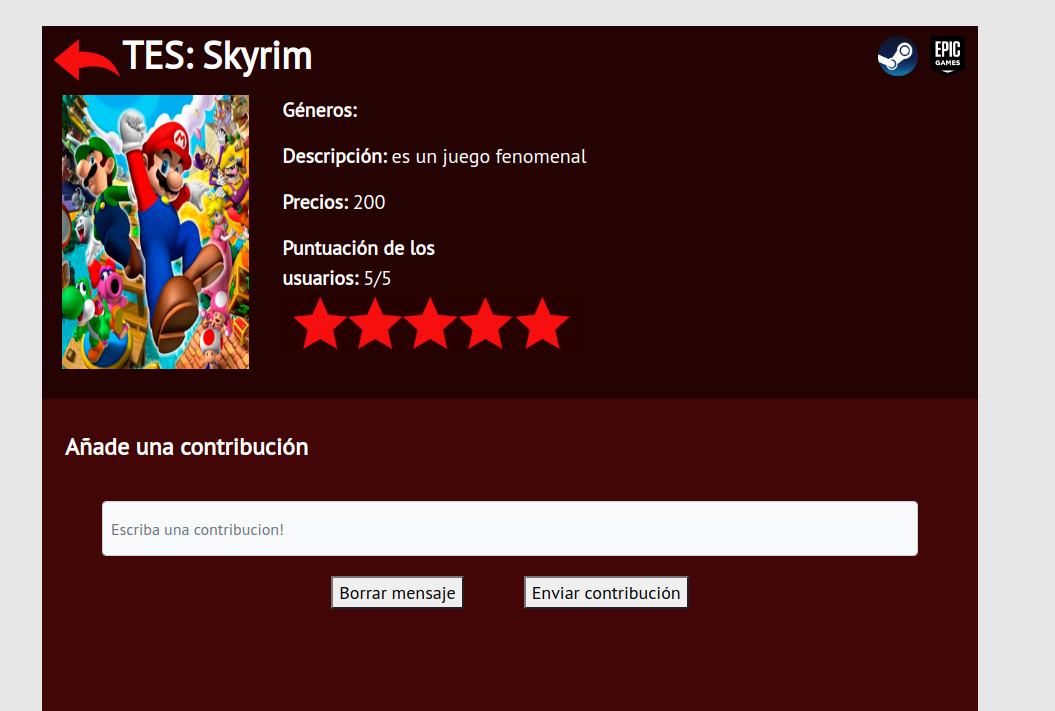 TES: Skyrim
EPIC
GAMES
Géneros:
Descripción: es un juego fenomenal
Precios: 200
Puntuación de los
usuarios: 5/5
Añade una contribución
Escriba una contribucion!
Borrar mensaje
Enviar contribución